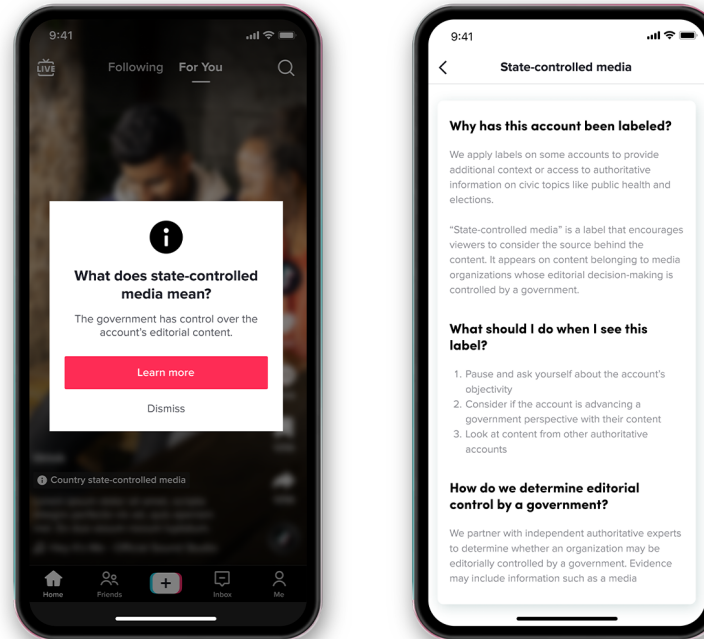 9:41
LIVE
Following For You
What does state-controlled
media mean?
The government has control over the
account's editorial content.
Learn more
Dismiss
Country state-controlled media
Home Friends Inbox Me
9:41
State-controlled media
Why has this account been labeled?
We apply labels on some accounts to provide
additional context or access to authoritative
information on civic topics like public health and
elections.
“State-controlled media” is a label that encourages
viewers to consider the source behind the
content. It appears on content belonging to media
organizations whose editorial decision-making is
controlled by a government.
What should I do when I see this
label?
1. Pause and ask yourself about the account's
objectivity
2. Consider if the account is advancing a
government perspective with their content
3. Look at content from other authoritative
accounts
How do we determine editorial
control by a government?
We partner with independent authoritative experts
to determine whether an organization may be
editorially controlled by a government. Evidence
may include information such as a media